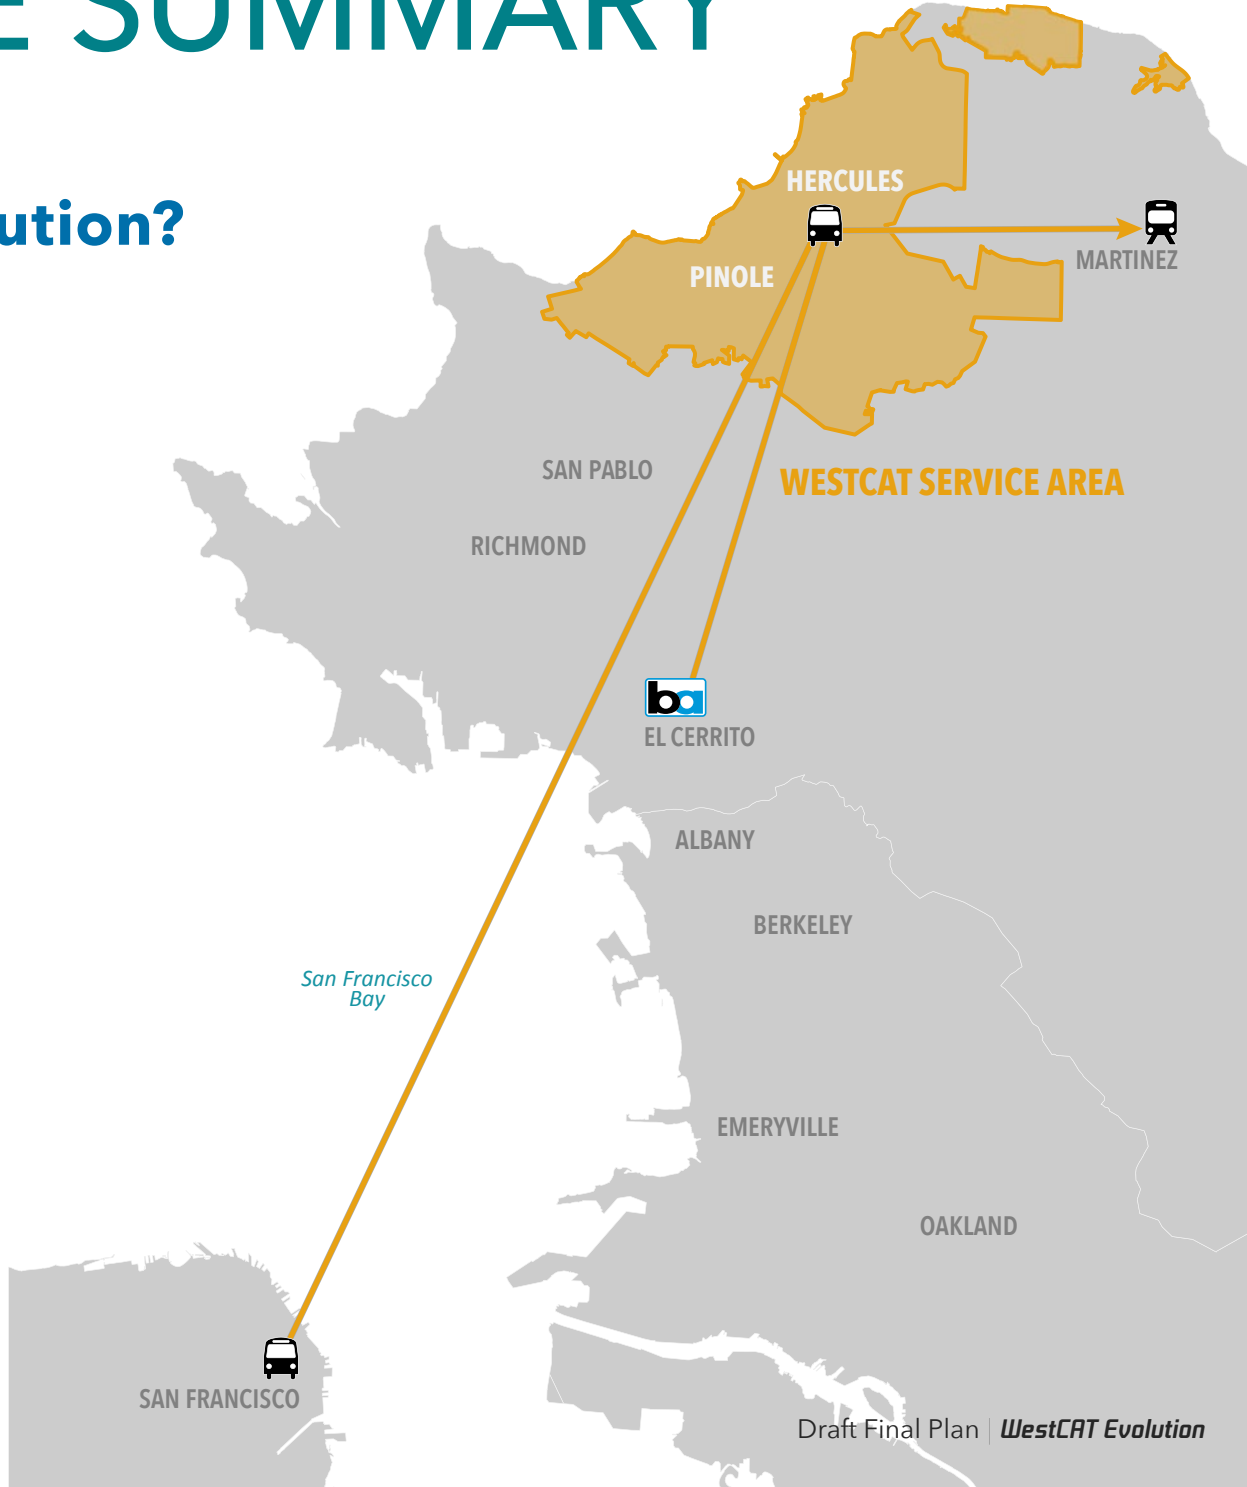 E SUMMARY
ution?
HERCULES
PINOLE
MARTINEZ
SAN PABLO
WESTCAT SERVICE AREA
RICHMOND
ba
EL CERRITO
ALBANY
BERKELEY
San Francisco
Bay
EMERYVILLE
OAKLAND
SAN FRANCISCO
Draft Final Plan | WestCAT Evolution